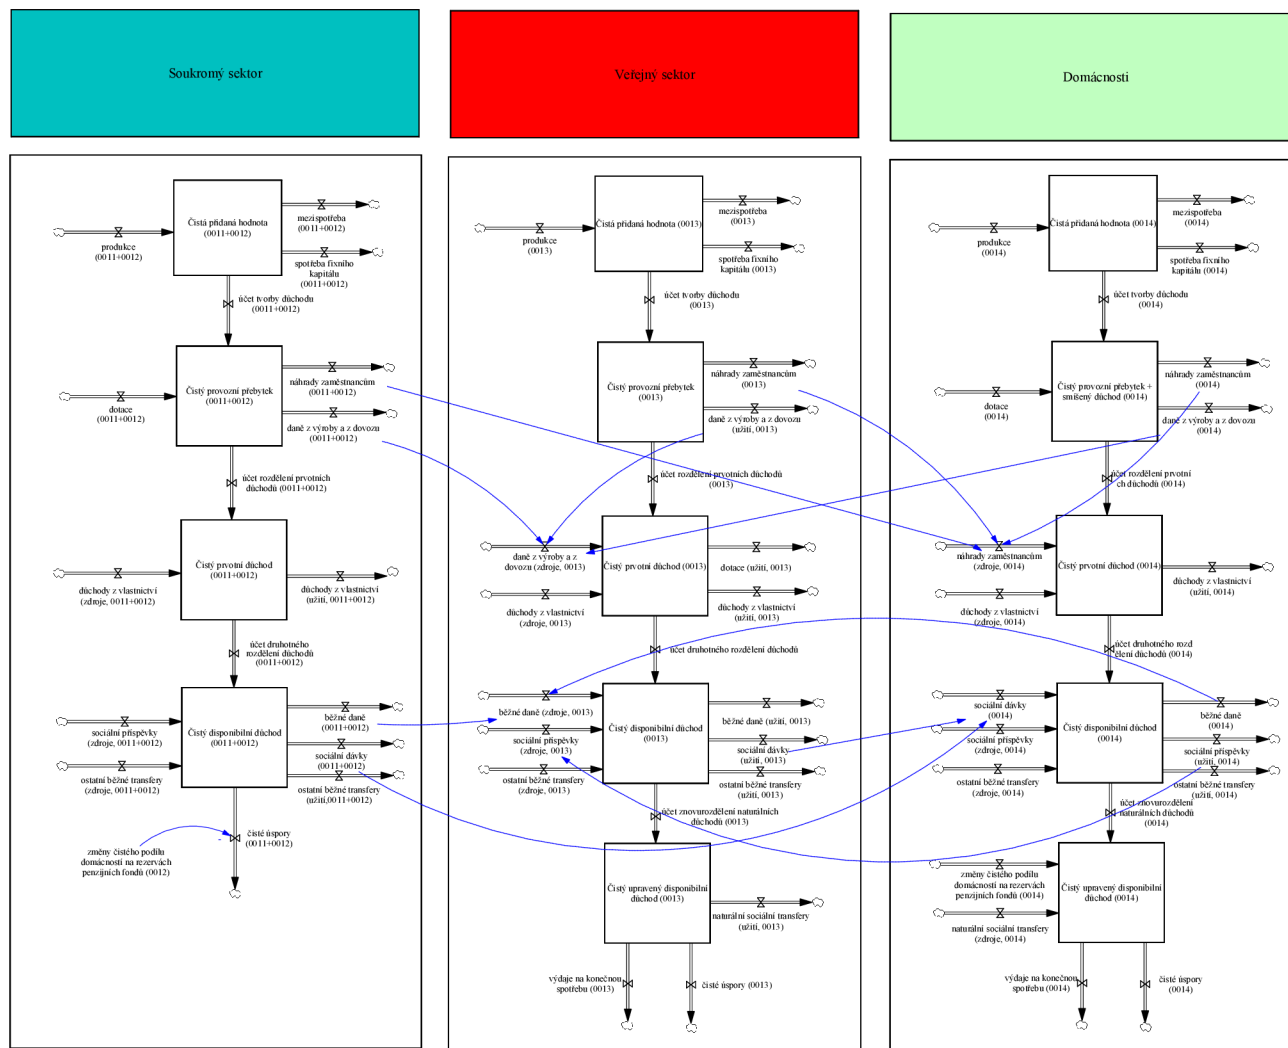 Soukromý sektor
Veřejný sektor
Domácnosti
Čistá přidaná hodnota
(0011+0012)
mezispotřeba
(0011+0012)
produkce
(0011+0012)
spotřeba fixního
kapitálu
(0011+0012)
účet tvorby důchodu
(0011+0012)
Čistý provozní přebytek
(0011+0012)
náhrady zaměstnancům
(0011+0012)
dotace
(0011+0012)
daně z výroby a z dovozu
(0011+0012)
účet rozdělení prvotních
důchodů (0011+0012)
Čistý prvotní důchod
(0011+0012)
důchody z vlastnictví
(zdroje, 0011+0012)
důchody z vlastnictví
(užití, 0011+0012)
účet druhotného
rozdělení důchodů
(0011+0012)
Čistý disponibilní důchod
(0011+0012)
běžné daně
(0011+0012)
sociální příspěvky
(zdroje, 0011+0012)
sociální dávky
(0011+0012)
ostatní běžné transfery
(zdroje, 0011+0012)
ostatní běžné transfery
(užití,0011+0012)
čisté úspory
(0011+0012)
-
změny čistého podílu
domácností na rezervách
penzijních fondů (0012)
Čistá přidaná hodnota (0013)
mezispotřeba
(0013)
produkce
(0013)
spotřeba fixního
kapitálu (0013)
účet tvorby důchodu
(0013)
Čistý provozní přebytek
(0013)
náhrady zaměstnancům
(0013)
daně z výroby a z dovozu
(užití, 0013)
účet rozdělení prvotních důchodů
(0013)
daně z výroby a z
dovozu (zdroje, 0013)
Čistý prvotní důchod (0013)
dotace (užití, 0013)
důchody z vlastnictví
(zdroje, 0013)
důchody z vlastnictví
(užití, 0013)
účet druhotného rozdělení důchodů
Čistý disponibilní důchod
(0013)
běžné daně (zdroje, 0013)
běžné daně (užití, 0013)
sociální příspěvky
(zdroje, 0013)
sociální dávky
(užití, 0013)
ostatní běžné transfery
(zdroje, 0013)
ostatní běžné transfery
(užití, 0013)
účet znovurozdělení naturálních
důchodů (0013)
Čistý upravený disponibilní
důchod (0013)
naturální sociální transfery
(užití, 0013)
výdaje na konečnou
spotřebu (0013)
čisté úspory (0013)
Čistá přidaná hodnota (0014)
mezispotřeba
(0014)
produkce
(0014)
spotřeba fixního
kapitálu (0014)
účet tvorby důchodu
(0014)
Čistý provozní přebytek +
smíšený důchod (0014)
náhrady zaměstnancům
(0014)
dotace
(0014)
daně z výroby a z dovozu
(0014)
účet rozdělení prvotní
ch důchodů (0014)
náhrady zaměstnancům
(zdroje, 0014)
Čistý prvotní důchod (0014)
důchody z vlastnictví
(zdroje, 0014)
důchody z vlastnictví
(užití, 0014)
účet druhotného rozd
ělení důchodů (0014)
Čistý disponibilní důchod
(0014)
sociální dávky
(0014)
běžné daně
(0014)
sociální příspěvky
(zdroje, 0014)
sociální příspěvky
(užití, 0014)
ostatní běžné transfery
(zdroje, 0014)
ostatní běžné transfery
(užití, 0014)
účet znovurozdělení
naturálních důchodů
(0014)
Čistý upravený disponibilní
důchod (0014)
změny čistého podílu
domácností na rezervách
penzijních fondů (0014)
naturální sociální transfery
(zdroje, 0014)
výdaje na konečnou
spotřebu (0014)
čisté úspory
(0014)